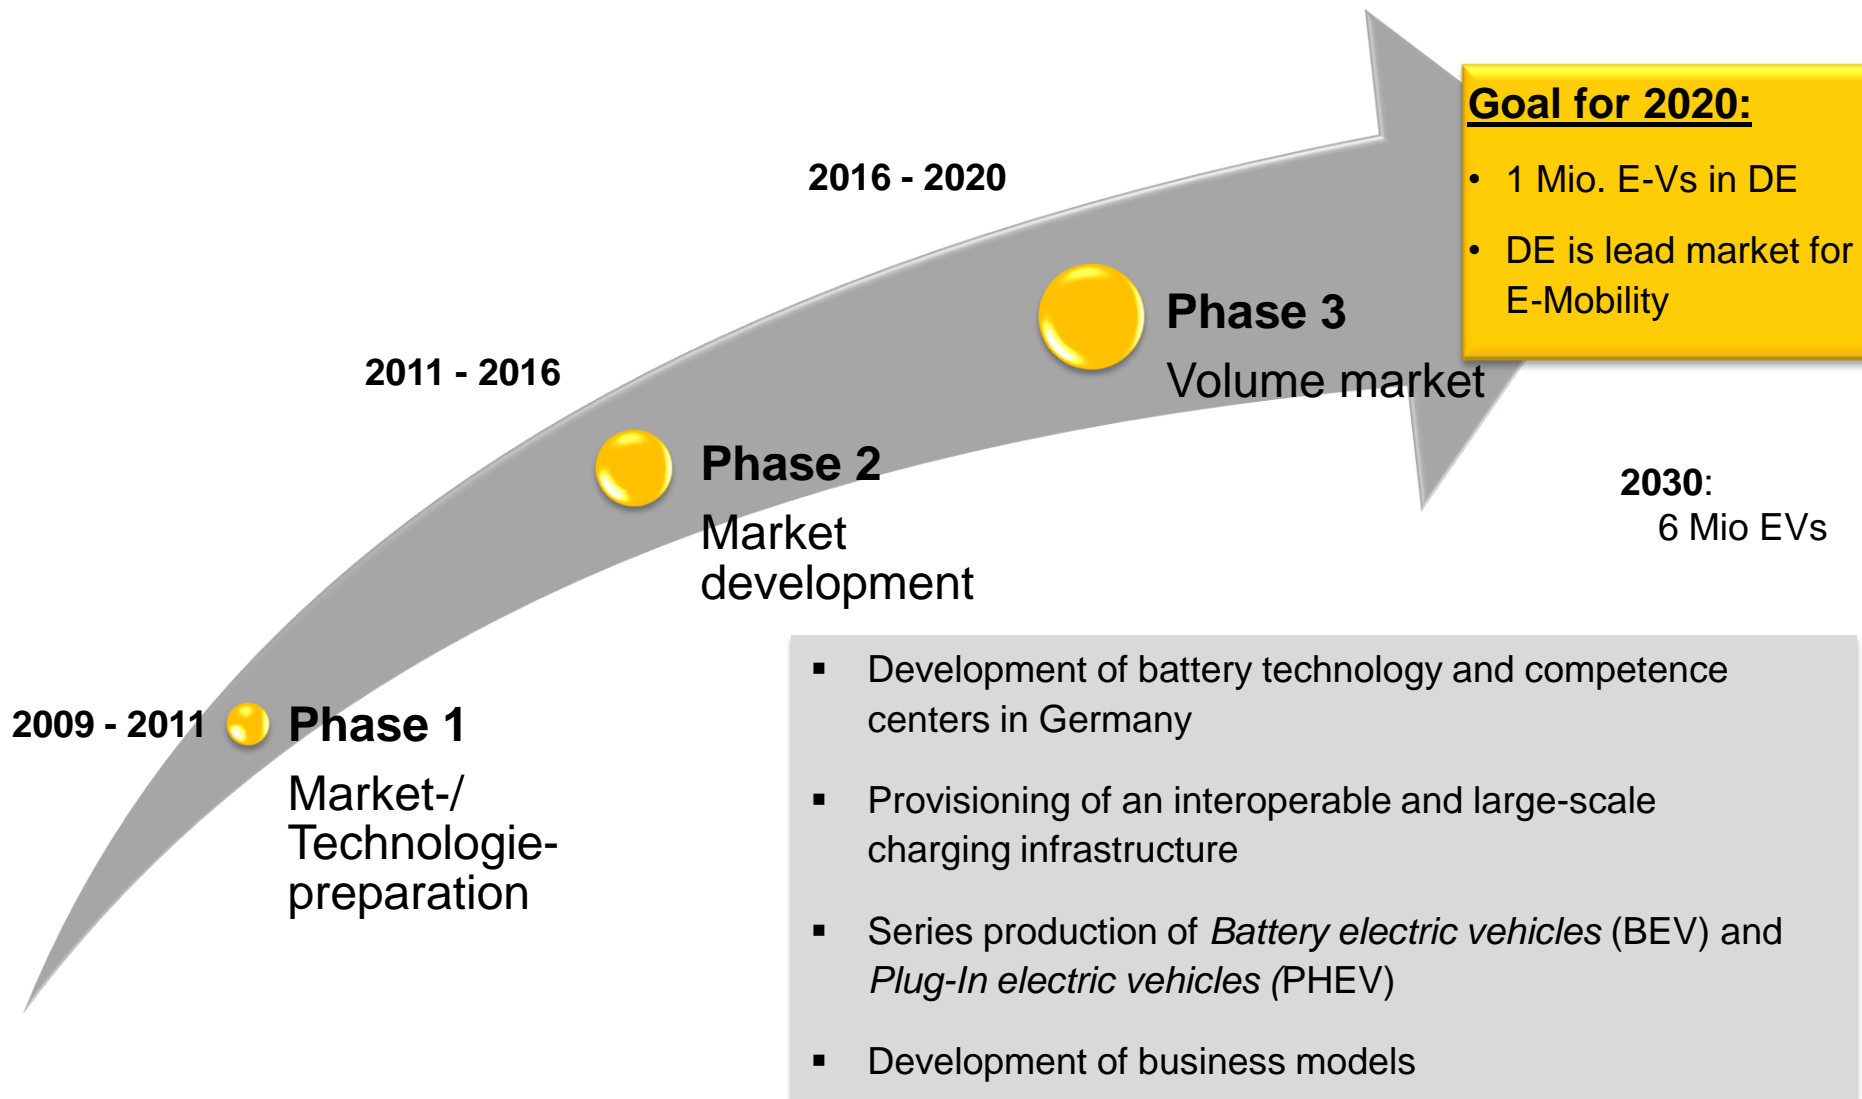 Goal for 2020:
• 1 Mio. E-Vs in DE
• DE is lead market for
E-Mobility
2016 - 2020
Phase 3
Volume market
2011 - 2016
Phase 2
Market
development
2030:
6 Mio EVs
2009 - 2011
Phase 1
Market-/
Technologie-
preparation
▪ Development of battery technology and competence
centers in Germany
▪ Provisioning of an interoperable and large-scale
charging infrastructure
▪ Series production of Battery electric vehicles (BEV) and
Plug-In electric vehicles (PHEV)
▪ Development of business models